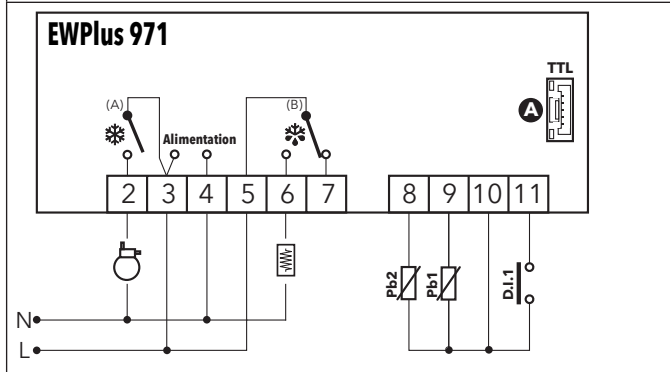 EWPlus 971
TTL
(A)
(B)
A
Alimentation
2 3 4 5 6 7 8 9 10 11
Pb2
Pb1
D.I.1
N
L